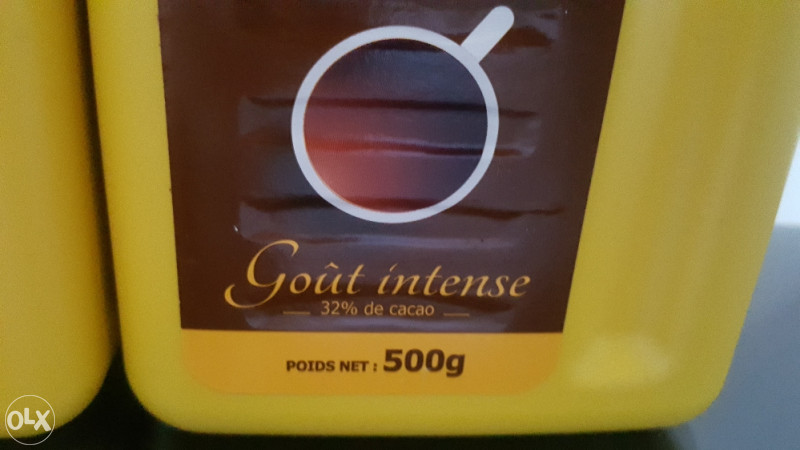 Goût intense
32% de cacao
POIDS NET : 500g
OLX